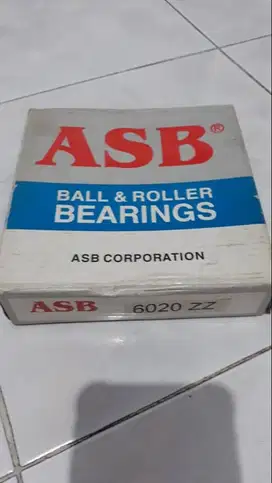 ASB®
BALL & ROLLER
BEARINGS
ASB CORPORATION
ASB 6020 ZZ